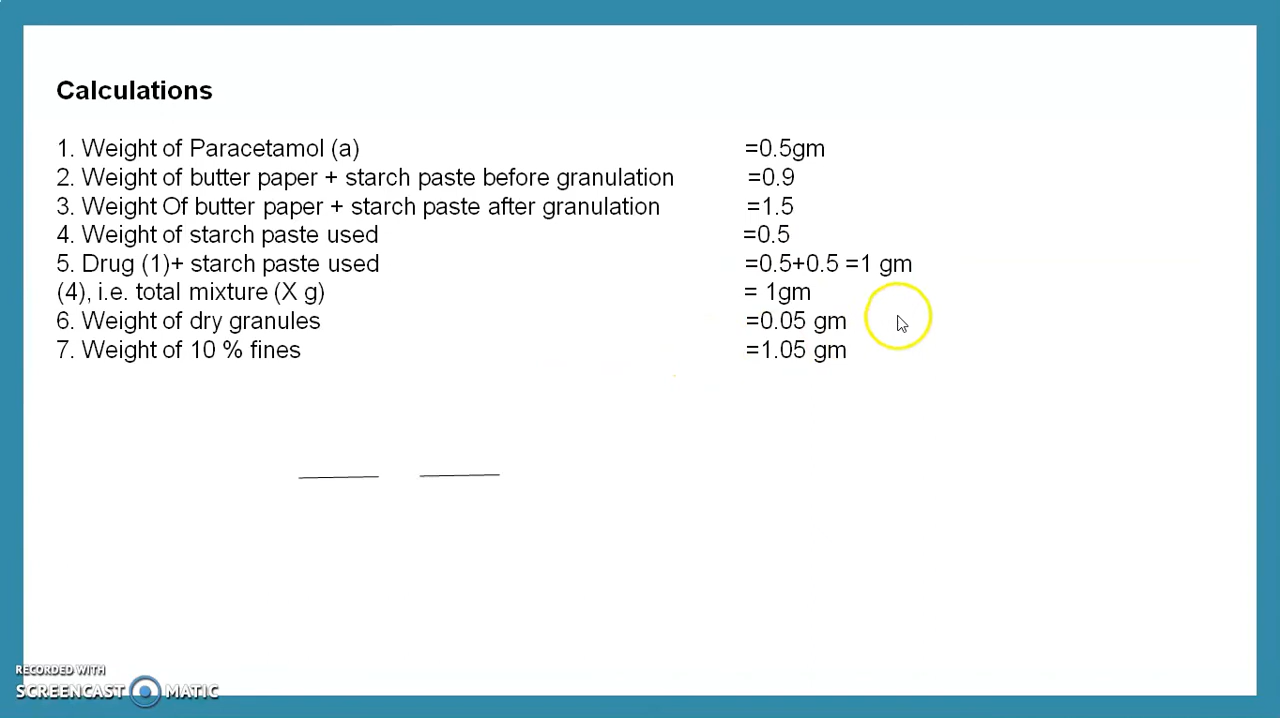 Calculations
1. Weight of Paracetamol (a) =0.5gm
2. Weight of butter paper + starch paste before granulation =0.9
3. Weight Of butter paper + starch paste after granulation =1.5
4. Weight of starch paste used =0.5
5. Drug (1)+ starch paste used =0.5+0.5 =1 gm
(4), i.e. total mixture (X g) = 1gm
6. Weight of dry granules =0.05 gm
7. Weight of 10 % fines =1.05 gm
RECORDED WITH
SCREENCAST MATIC